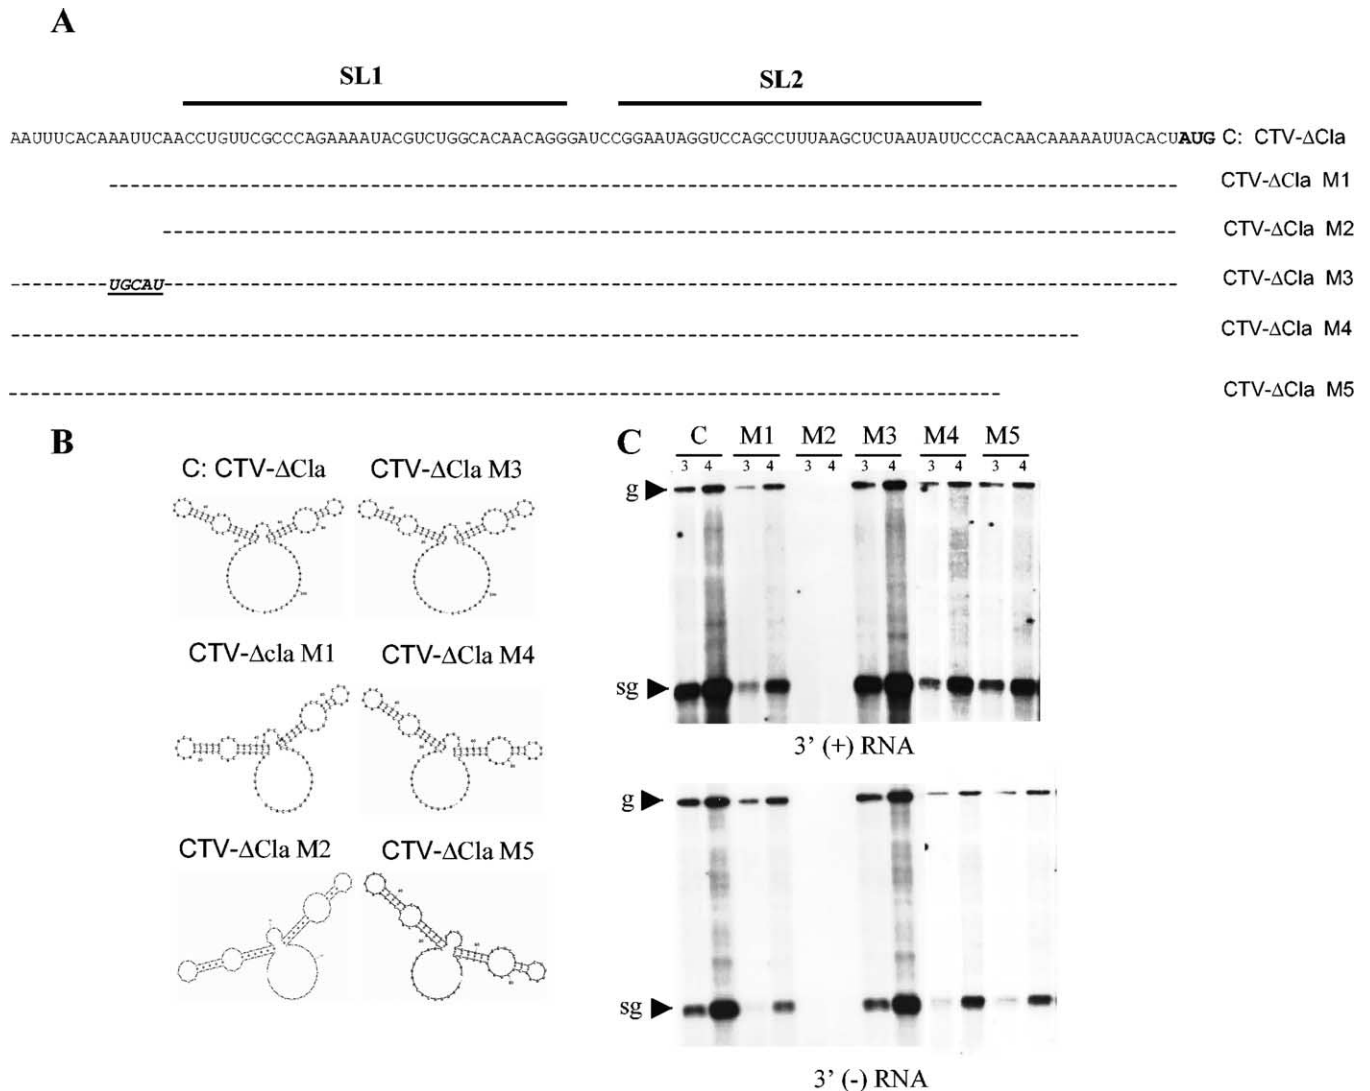 A
SL1 SL2
AAUUUCACAAAUUCAACCUGUUCGCCCAGAAAAUACGUCUGGCACAACAGGGAUCCGGAAUAGGUCCAGCCUUUAAGCUCUAAUAUUCCCACAACAAAAAUUACACUAUG C: CTV-ΔCla
CTV-ΔCla M1
CTV-ΔCla M2
UGCAU CTV-ΔCla M3
CTV-ΔCla M4
CTV-ΔCla M5
B
C: CTV-ΔCla CTV-ΔCla M3
CTV-Δcla M1 CTV-ΔCla M4
CTV-ΔCla M2 CTV-ΔCla M5
C
C M1 M2 M3 M4 M5
3 4 3 4 3 4 3 4 3 4 3 4
g
sg
3' (+) RNA
g
sg
3' (-) RNA